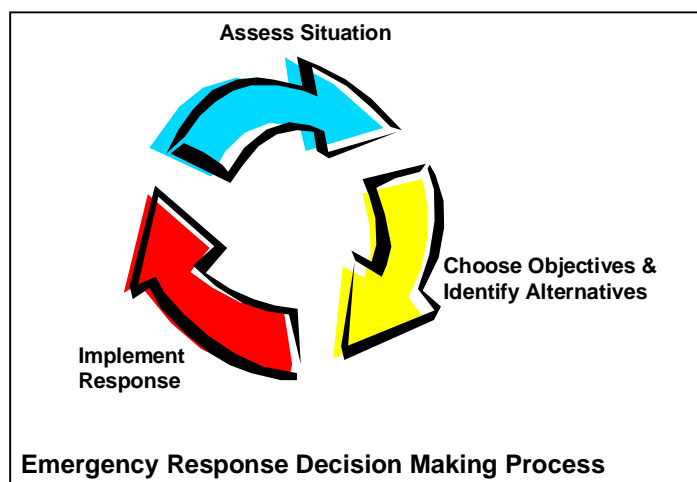 Assess Situation
Choose Objectives &
Identify Alternatives
Implement
Response
Emergency Response Decision Making Process